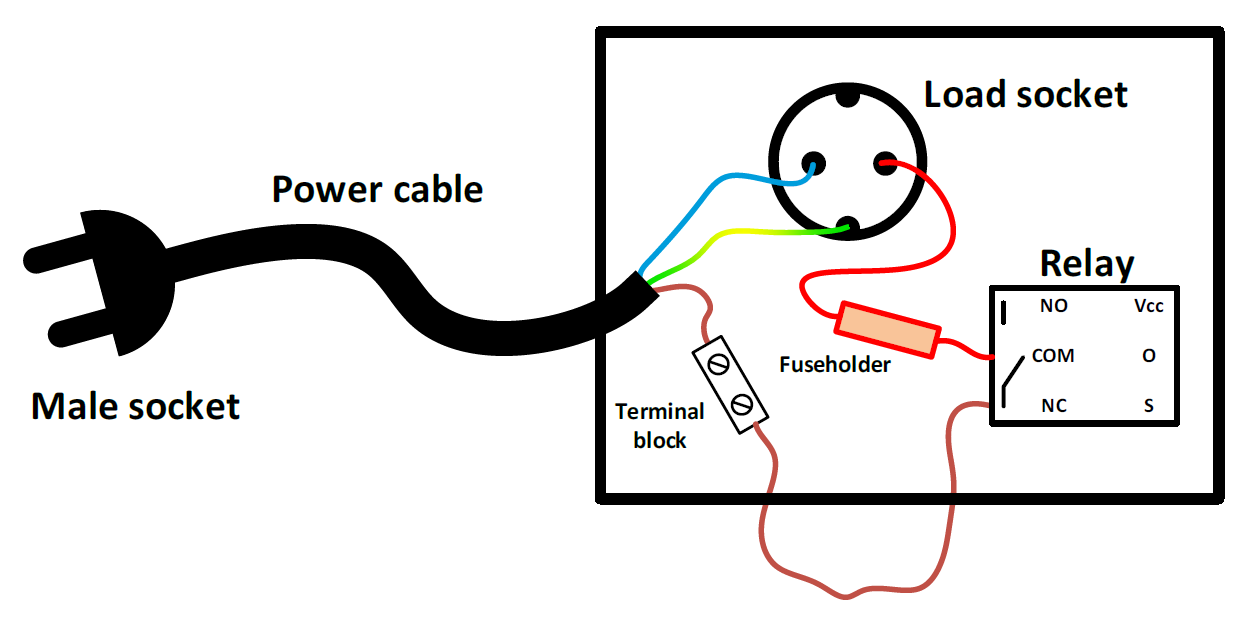 Load socket
Power cable
Relay
NO Vcc
COM O
NC S
Fuseholder
Male socket
Terminal
block